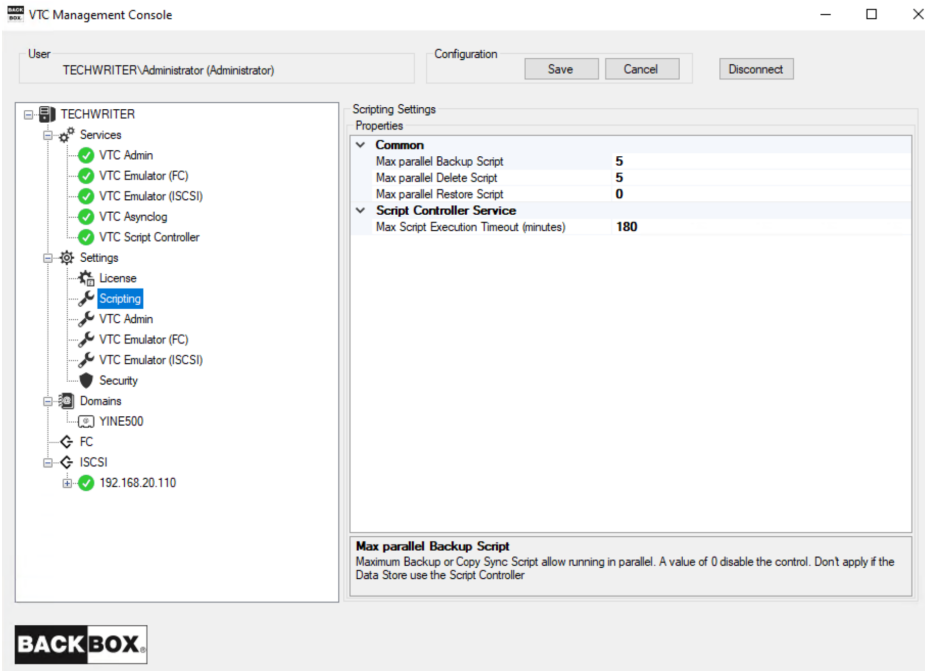 BACK BOX. VTC Management Console
User
TECHWRITER\Administrator (Administrator)
Configuration
Save Cancel Disconnect
TECHWRITER
Services
VTC Admin
VTC Emulator (FC)
VTC Emulator (ISCSI)
VTC Asynclog
VTC Script Controller
Settings
License
Scripting
VTC Admin
VTC Emulator (FC)
VTC Emulator (ISCSI)
Security
Domains
YINE500
FC
ISCSI
192.168.20.110
Scripting Settings
Properties
Common
Max parallel Backup Script 5
Max parallel Delete Script 5
Max parallel Restore Script 0
Script Controller Service
Max Script Execution Timeout (minutes) 180
Max parallel Backup Script
Maximum Backup or Copy Sync Script allow running in parallel. A value of 0 disable the control. Don't apply if the
Data Store use the Script Controller
BACKBOX®